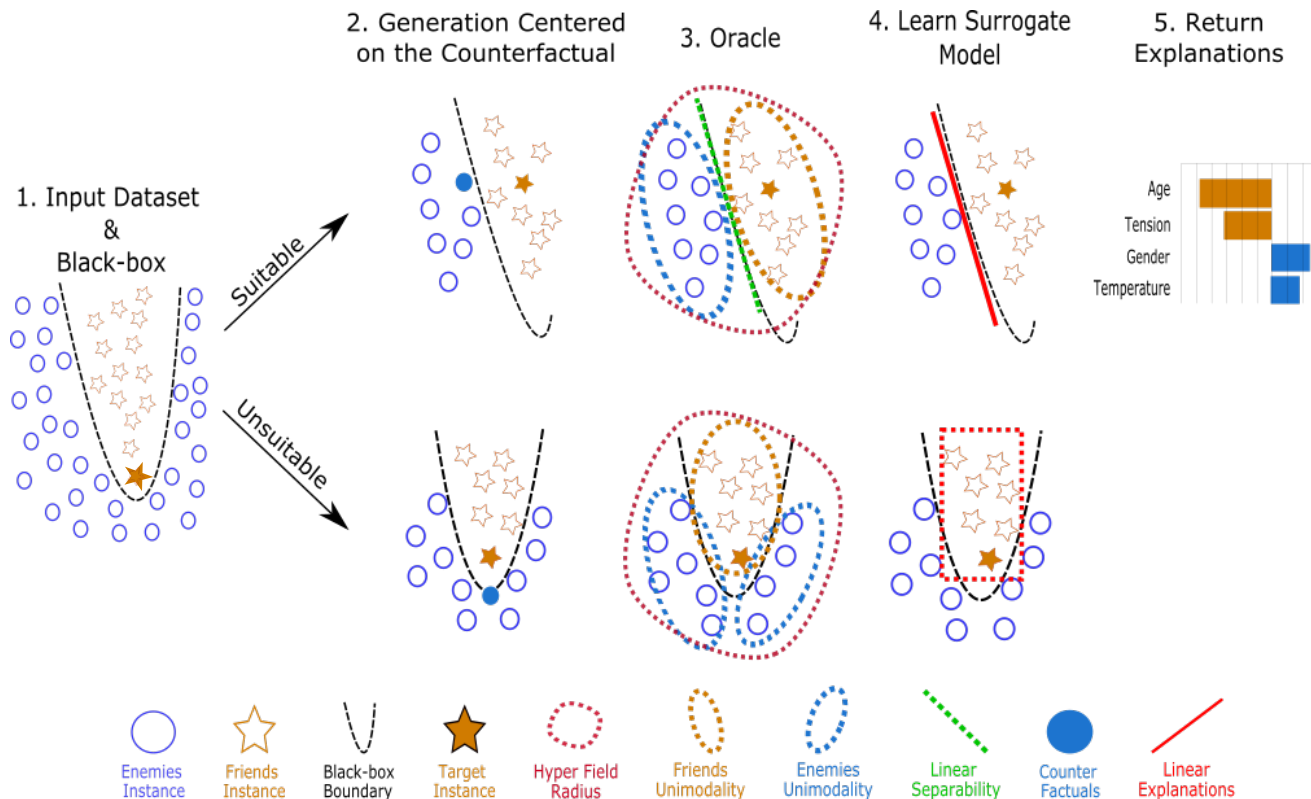 2. Generation Centered
on the Counterfactual
3. Oracle
4. Learn Surrogate
Model
5. Return
Explanations
1. Input Dataset
&
Black-box
Suitable
Unsuitable
Age
Tension
Gender
Temperature
Enemies
Instance
Friends
Instance
Black-box
Boundary
Target
Instance
Hyper Field
Radius
Friends
Unimodality
Enemies
Unimodality
Linear
Separability
Counter
Factuals
Linear
Explanations